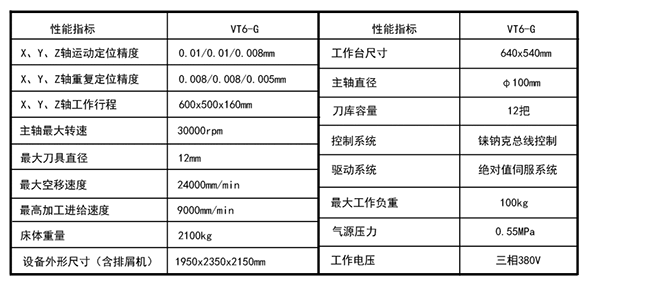 性能指标 VT6-G
X、Y、Z轴运动定位精度 0.01/0.01/0.008mm
X、Y、Z轴重复定位精度 0.008/0.008/0.005mm
X、Y、Z轴工作行程 600x500x160mm
主轴最大转速 30000rpm
最大刀具直径 12mm
最大空移速度 24000mm/min
最高加工进给速度 9000mm/min
床体重量 2100kg
设备外形尺寸（含排屑机） 1950x2350x2150mm
性能指标 VT6-G
工作台尺寸 640x540mm
主轴直径 φ100mm
刀库容量 12把
控制系统 铼钠克总线控制
驱动系统 绝对值伺服系统
最大工作负重 100kg
气源压力 0.55MPa
工作电压 三相380V